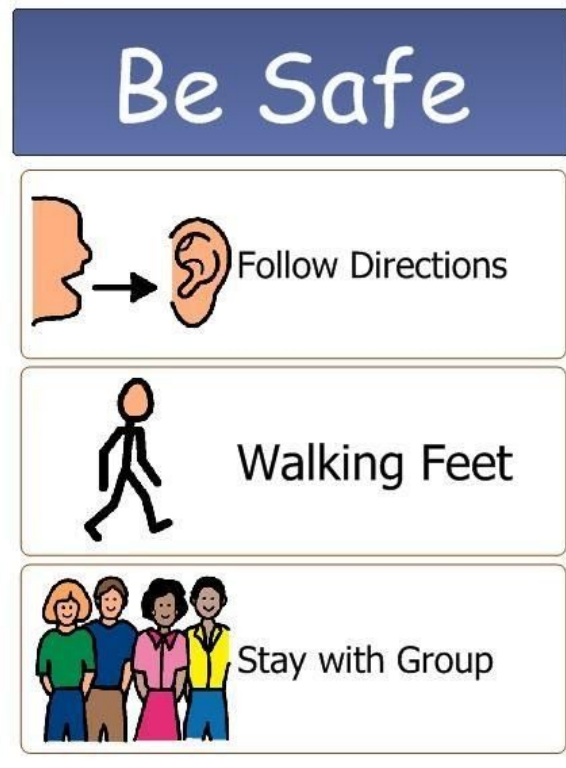 Be Safe
Follow Directions
Walking Feet
Stay with Group